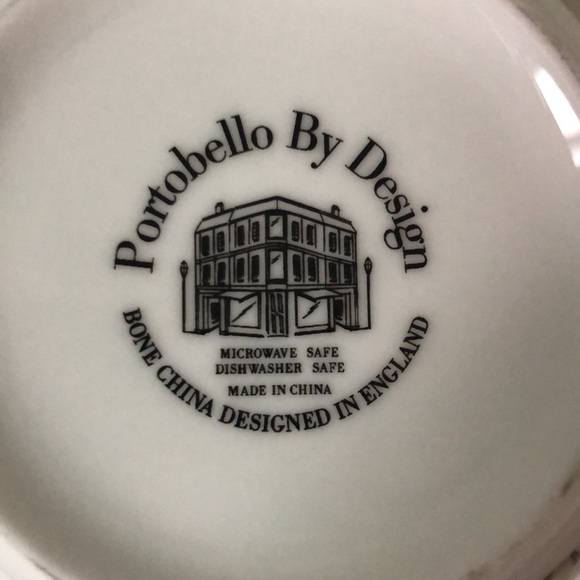 Portobello By Design
MICROWAVE SAFE
DISHWASHER SAFE
MADE IN CHINA
BONE CHINA DESIGNED IN ENGLAND